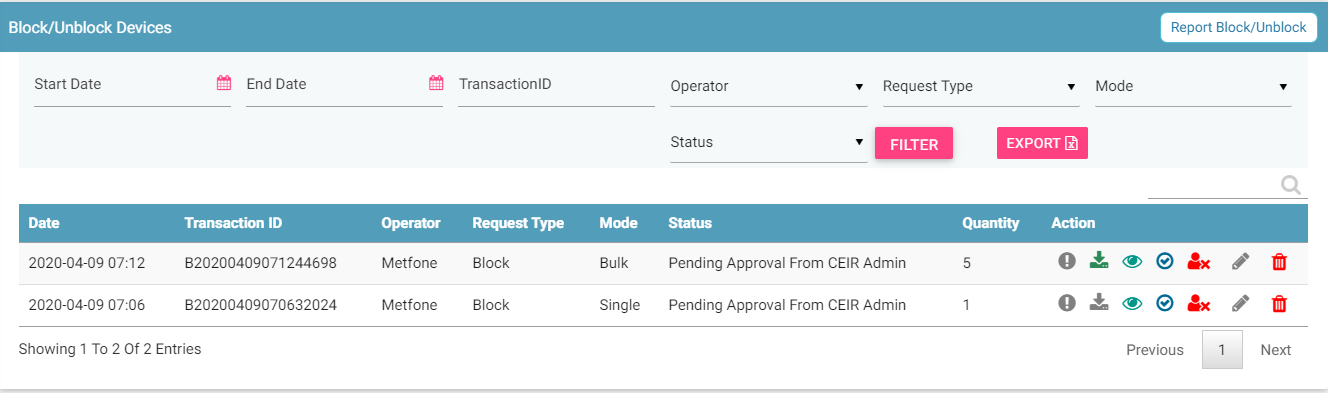 Block/Unblock Devices Report Block/Unblock
Start Date End Date TransactionID Operator Request Type Mode
Status FILTER EXPORT
Date Transaction ID Operator Request Type Mode Status Quantity Action
2020-04-09 07:12 B20200409071244698 Metfone Block Bulk Pending Approval From CEIR Admin 5
2020-04-09 07:06 B20200409070632024 Metfone Block Single Pending Approval From CEIR Admin 1
Showing 1 To 2 Of 2 Entries Previous 1 Next